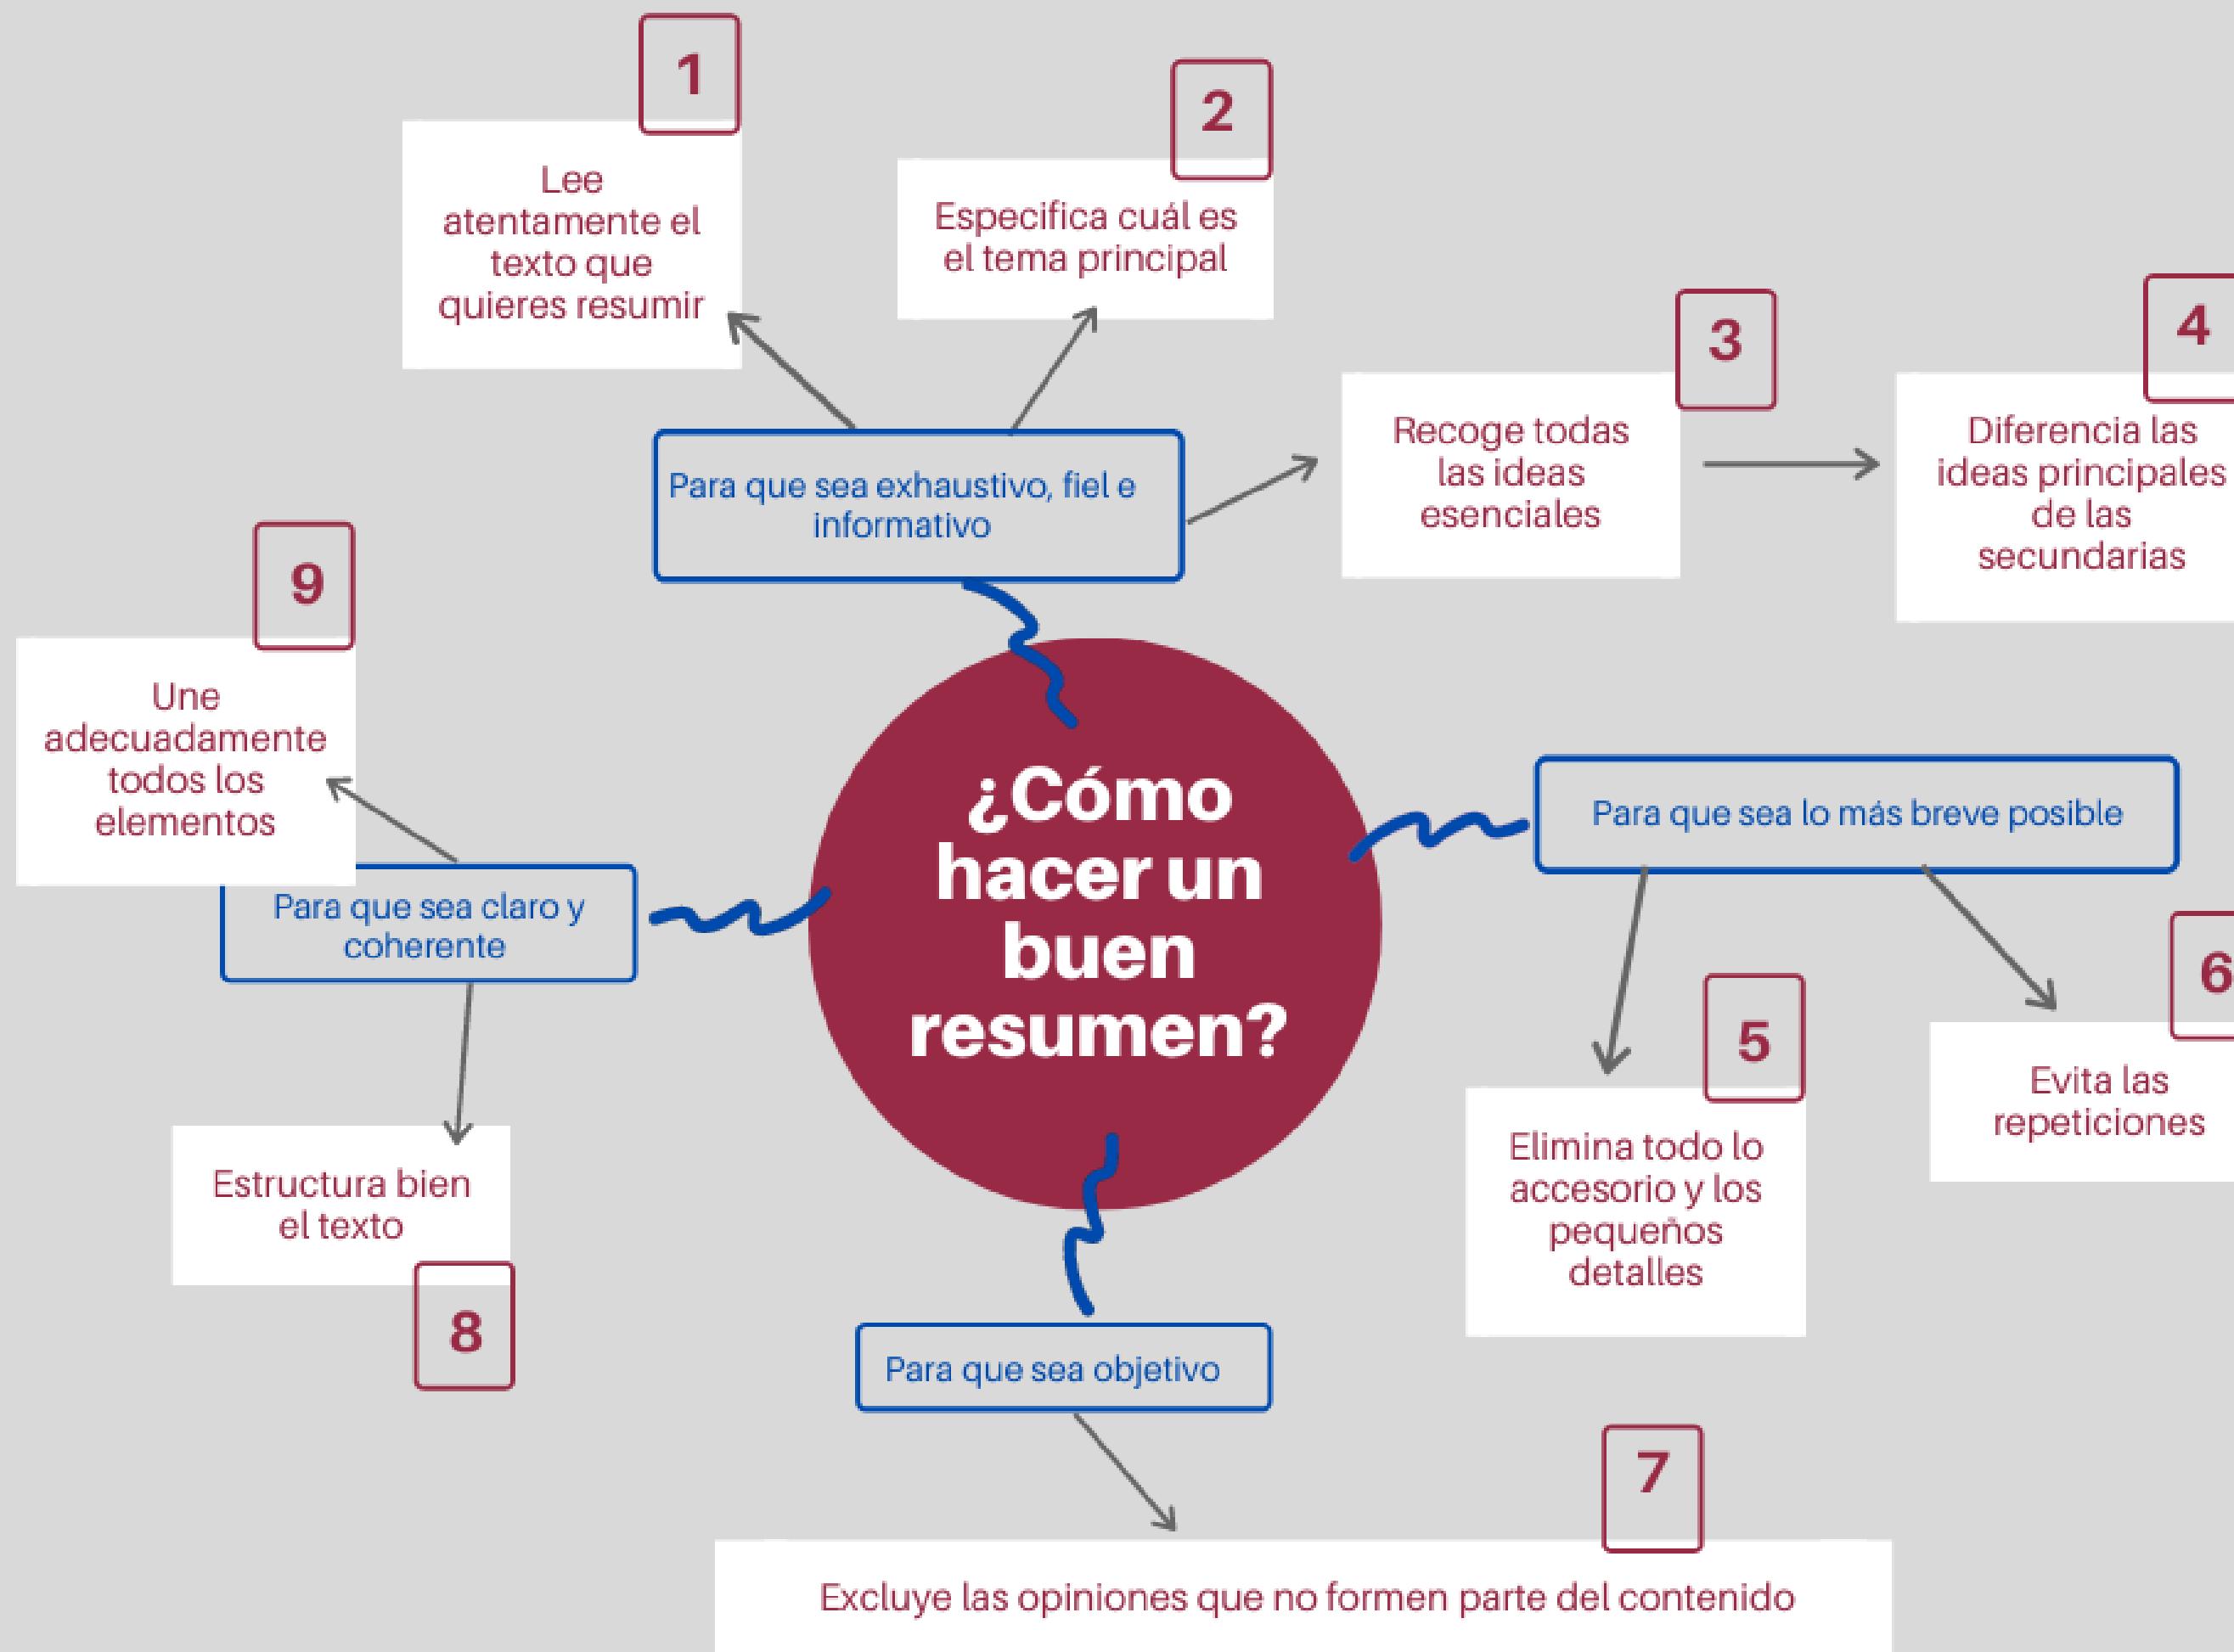 1
Lee
atentamente el
texto que
quieres resumir
2
Especifica cuál es
el tema principal
3
Recoge todas
las ideas
esenciales
4
Diferencia las
ideas principales
de las
secundarias
Para que sea exhaustivo, fiel e
informativo
9
Une
adecuadamente
todos los
elementos
Para que sea claro y
coherente
¿Cómo
hacer un
buen
resumen?
Para que sea lo más breve posible
5
Elimina todo lo
accesorio y los
pequeños
detalles
6
Evita las
repeticiones
Estructura bien
el texto
8
Para que sea objetivo
7
Excluye las opiniones que no formen parte del contenido